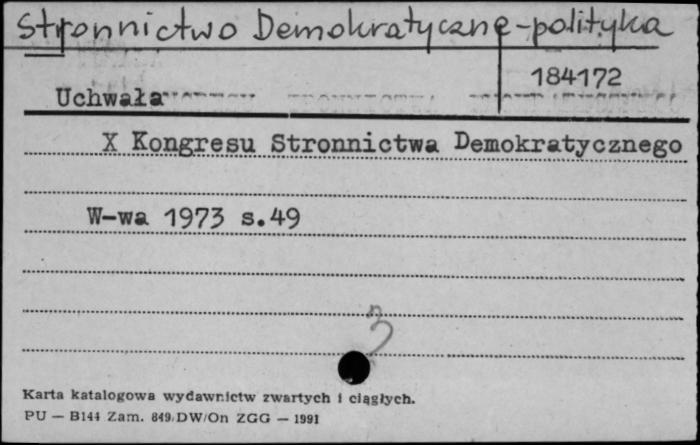 Stronnictwo Demokratyczne-polityka
184172
Uchwała
X Kongresu Stronnictwa Demokratycznego
W-wa 1973 s.49
3
Karta katalogowa wydawnictw zwartych i ciągłych.
PU — B144 Zam. 849/DW/On ZGG — 1991